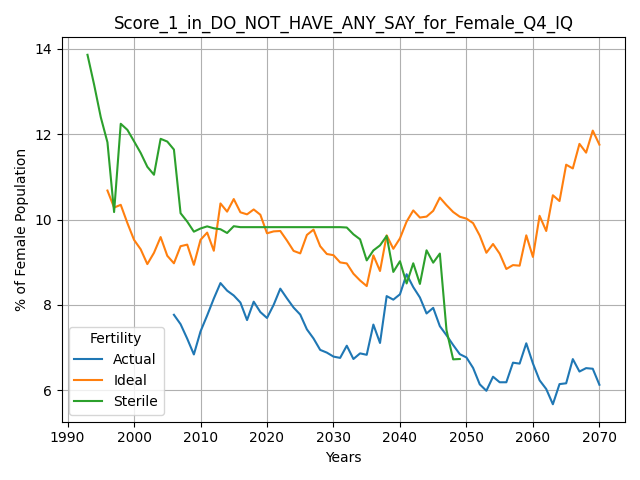 Score_1_in_DO_NOT_HAVE_ANY_SAY_for_Female_Q4_IQ
14
12
10
8
6
% of Female Population
Fertility
Actual
Ideal
Sterile
1990 2000 2010 2020 2030 2040 2050 2060 2070
Years